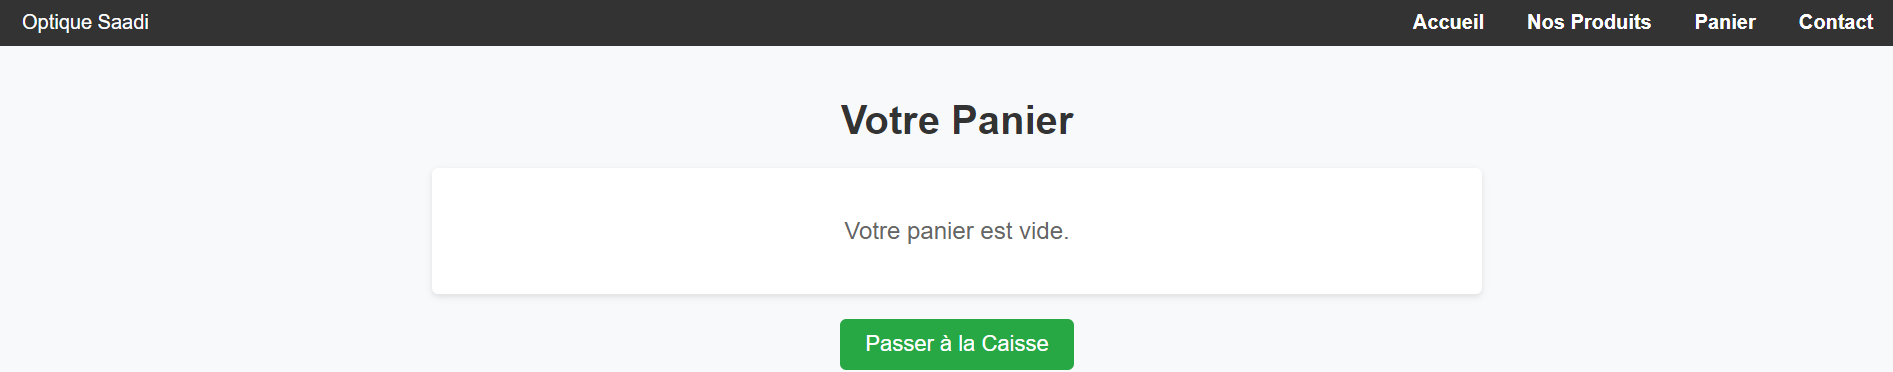 Optique Saadi
Accueil Nos Produits Panier Contact
Votre Panier
Votre panier est vide.
Passer à la Caisse